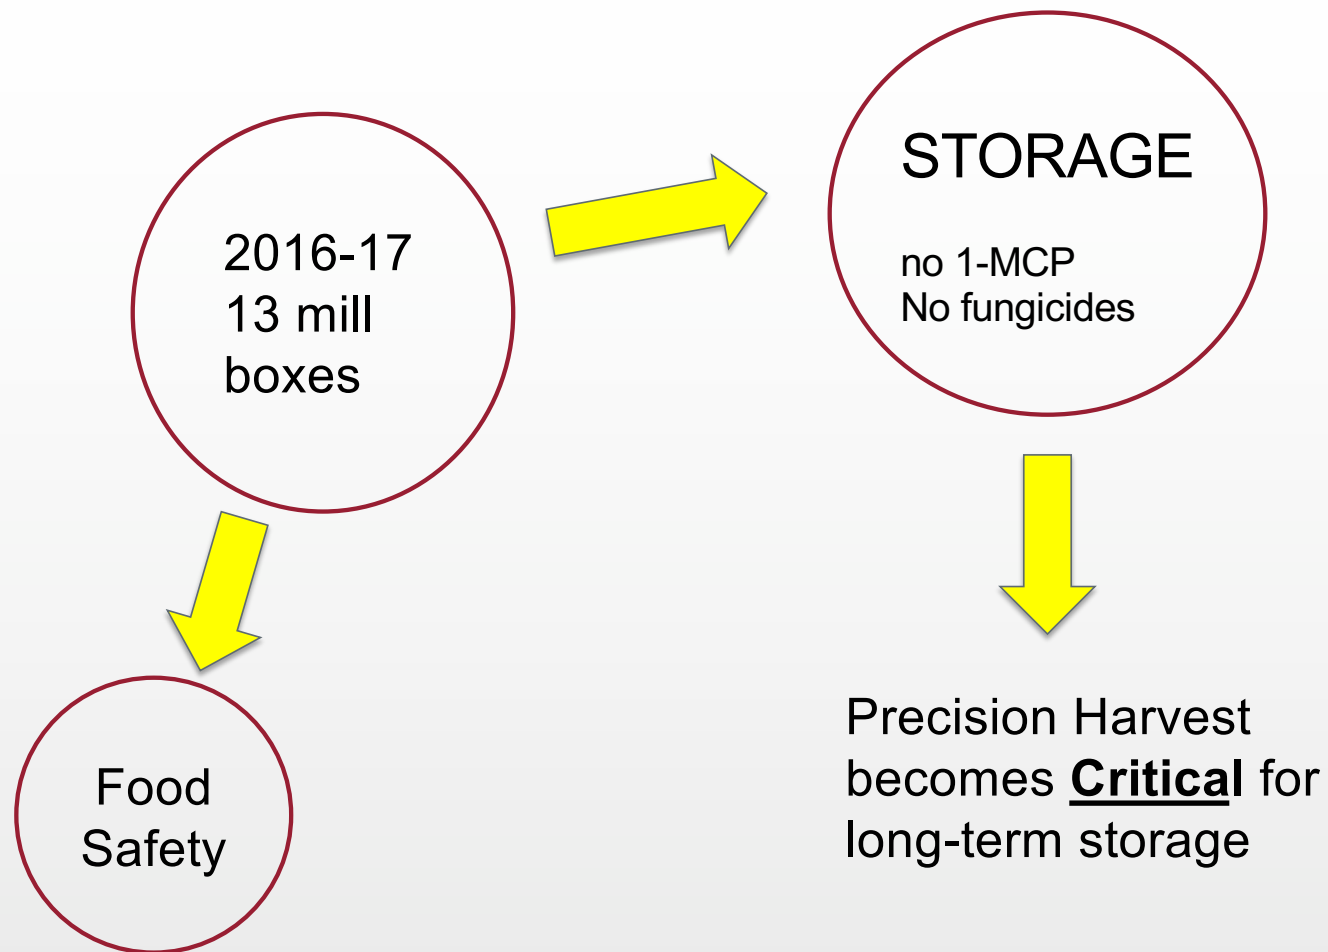 2016-17
13 mill
boxes
STORAGE
no 1-MCP
No fungicides
Food
Safety
Precision Harvest
becomes Critical for
long-term storage